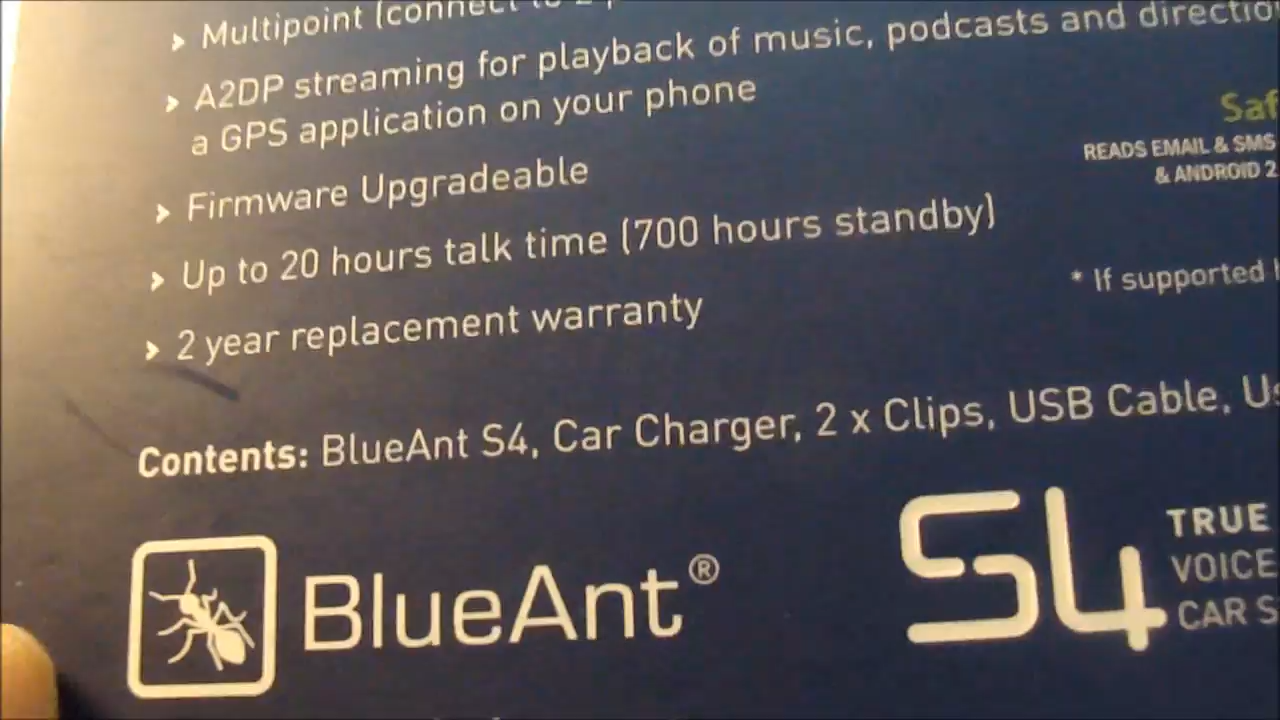 › Multipoint (connect to 2
› A2DP streaming for playback of music, podcasts and directio
a GPS application on your phone
Saf
READS EMAIL & SMS
& ANDROID 2
› Firmware Upgradeable
› Up to 20 hours talk time (700 hours standby)
* If supported
› 2 year replacement warranty
Contents: BlueAnt S4, Car Charger, 2 x Clips, USB Cable, Us
BlueAnt®
S4
TRUE
VOICE
CAR S